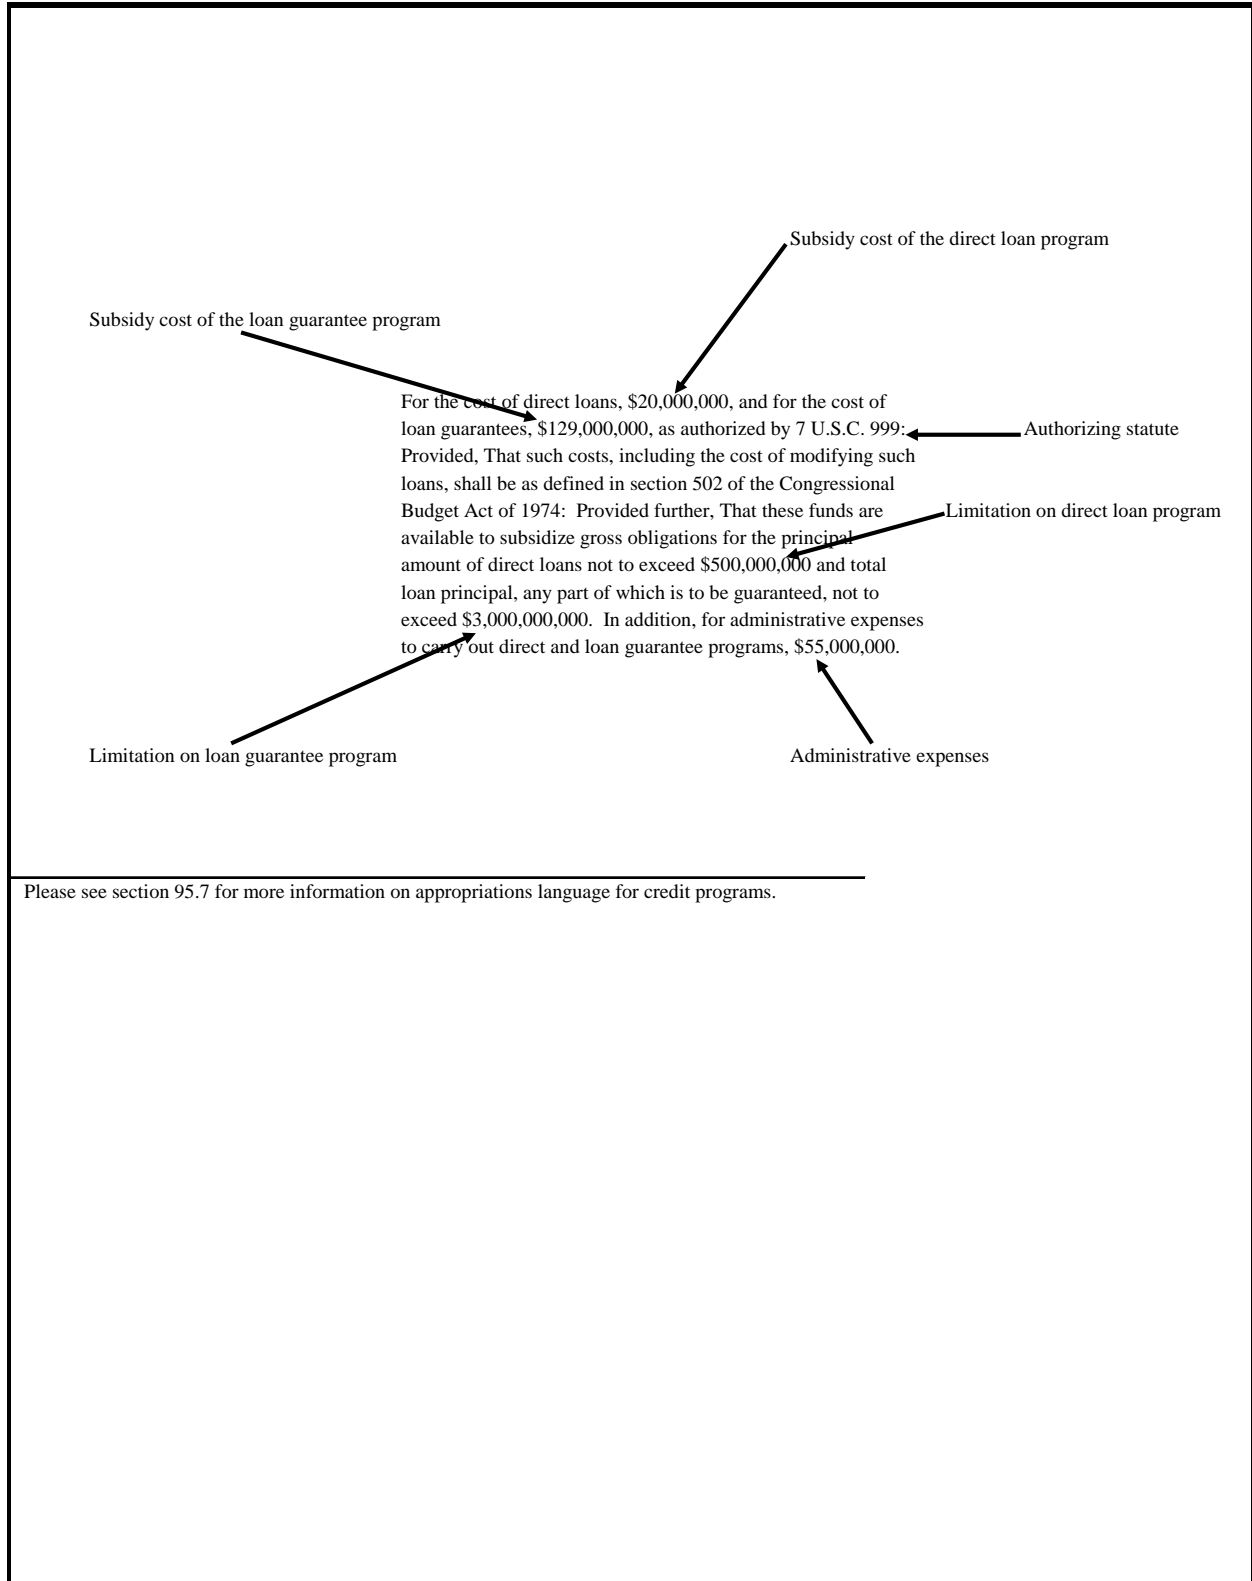 Subsidy cost of the direct loan program
Subsidy cost of the loan guarantee program
For the cost of direct loans, $20,000,000, and for the cost of
loan guarantees, $129,000,000, as authorized by 7 U.S.C. 999:
Authorizing statute
Provided, That such costs, including the cost of modifying such
loans, shall be as defined in section 502 of the Congressional
Budget Act of 1974:  Provided further, That these funds are
Limitation on direct loan program
available to subsidize gross obligations for the principal
amount of direct loans not to exceed $500,000,000 and total
loan principal, any part of which is to be guaranteed, not to
exceed $3,000,000,000.  In addition, for administrative expenses
to carry out direct and loan guarantee programs, $55,000,000.
Limitation on loan guarantee program
Administrative expenses
Please see section 95.7 for more information on appropriations language for credit programs.